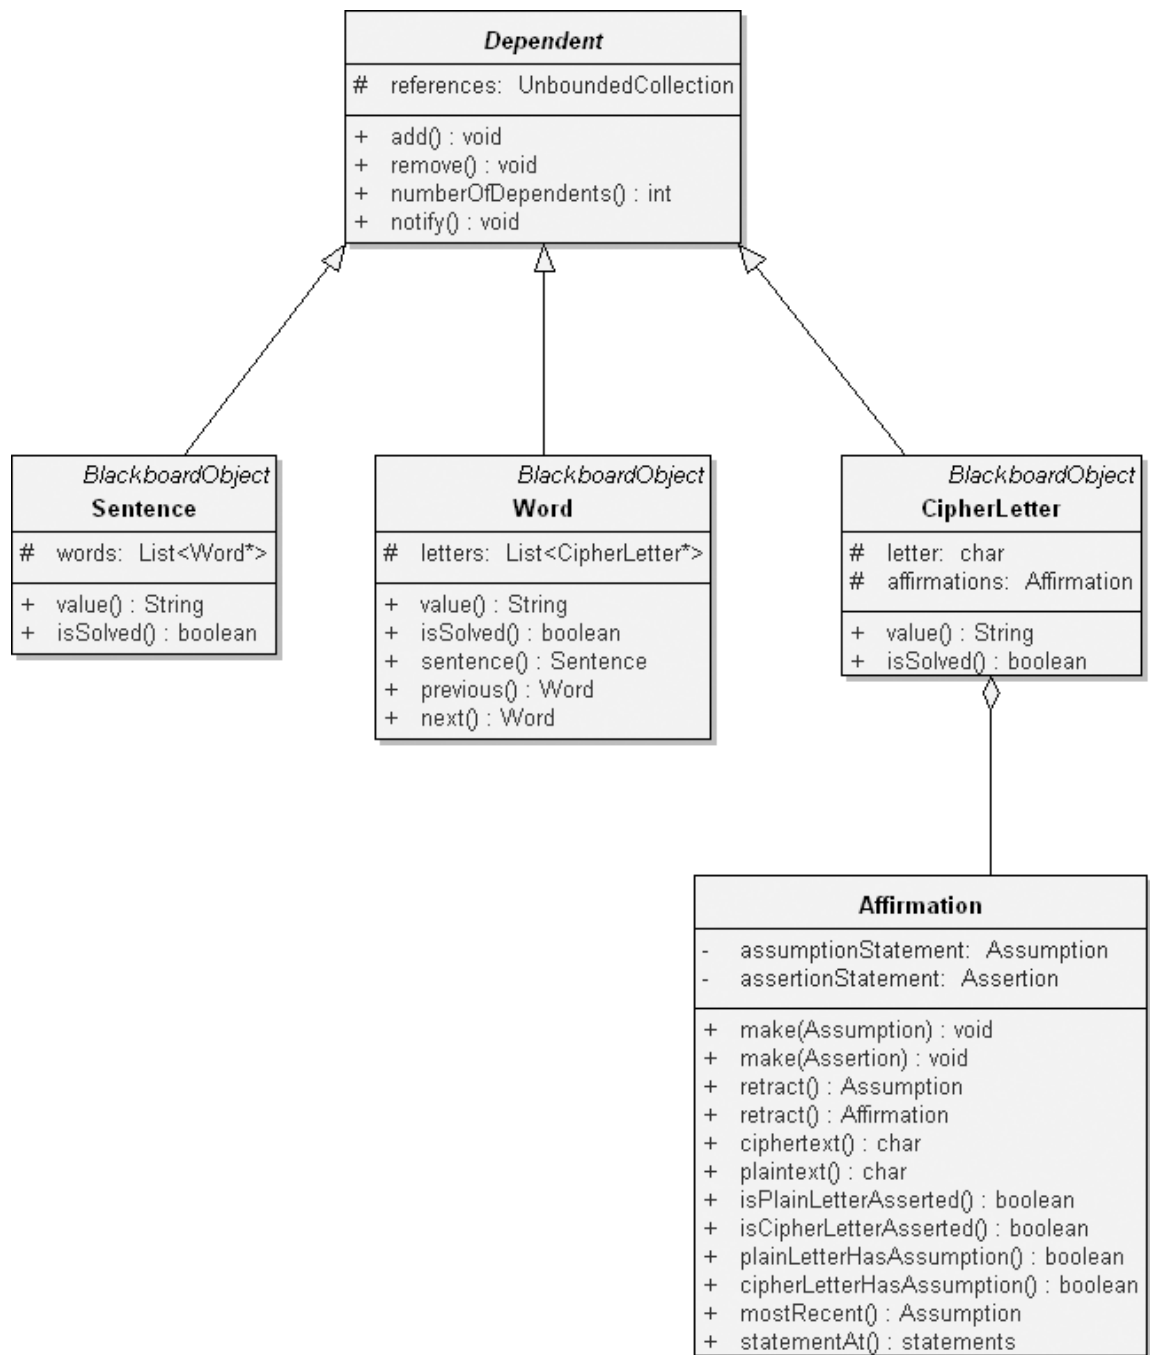 Dependent
# references: UnboundedCollection
+ add() : void
+ remove() : void
+ numberOfDependents() : int
+ notify() : void
BlackboardObject
Sentence
# words: List<Word*>
+ value() : String
+ isSolved() : boolean
BlackboardObject
Word
# letters: List<CipherLetter*>
+ value() : String
+ isSolved() : boolean
+ sentence() : Sentence
+ previous() : Word
+ next() : Word
BlackboardObject
CipherLetter
# letter: char
# affirmations: Affirmation
+ value() : String
+ isSolved() : boolean
Affirmation
- assumptionStatement: Assumption
- assertionStatement: Assertion
+ make(Assumption) : void
+ make(Assertion) : void
+ retract() : Assumption
+ retract() : Affirmation
+ ciphertext() : char
+ plaintext() : char
+ isPlainLetterAsserted() : boolean
+ isCipherLetterAsserted() : boolean
+ plainLetterHasAssumption() : boolean
+ cipherLetterHasAssumption() : boolean
+ mostRecent() : Assumption
+ statementAt() : statements